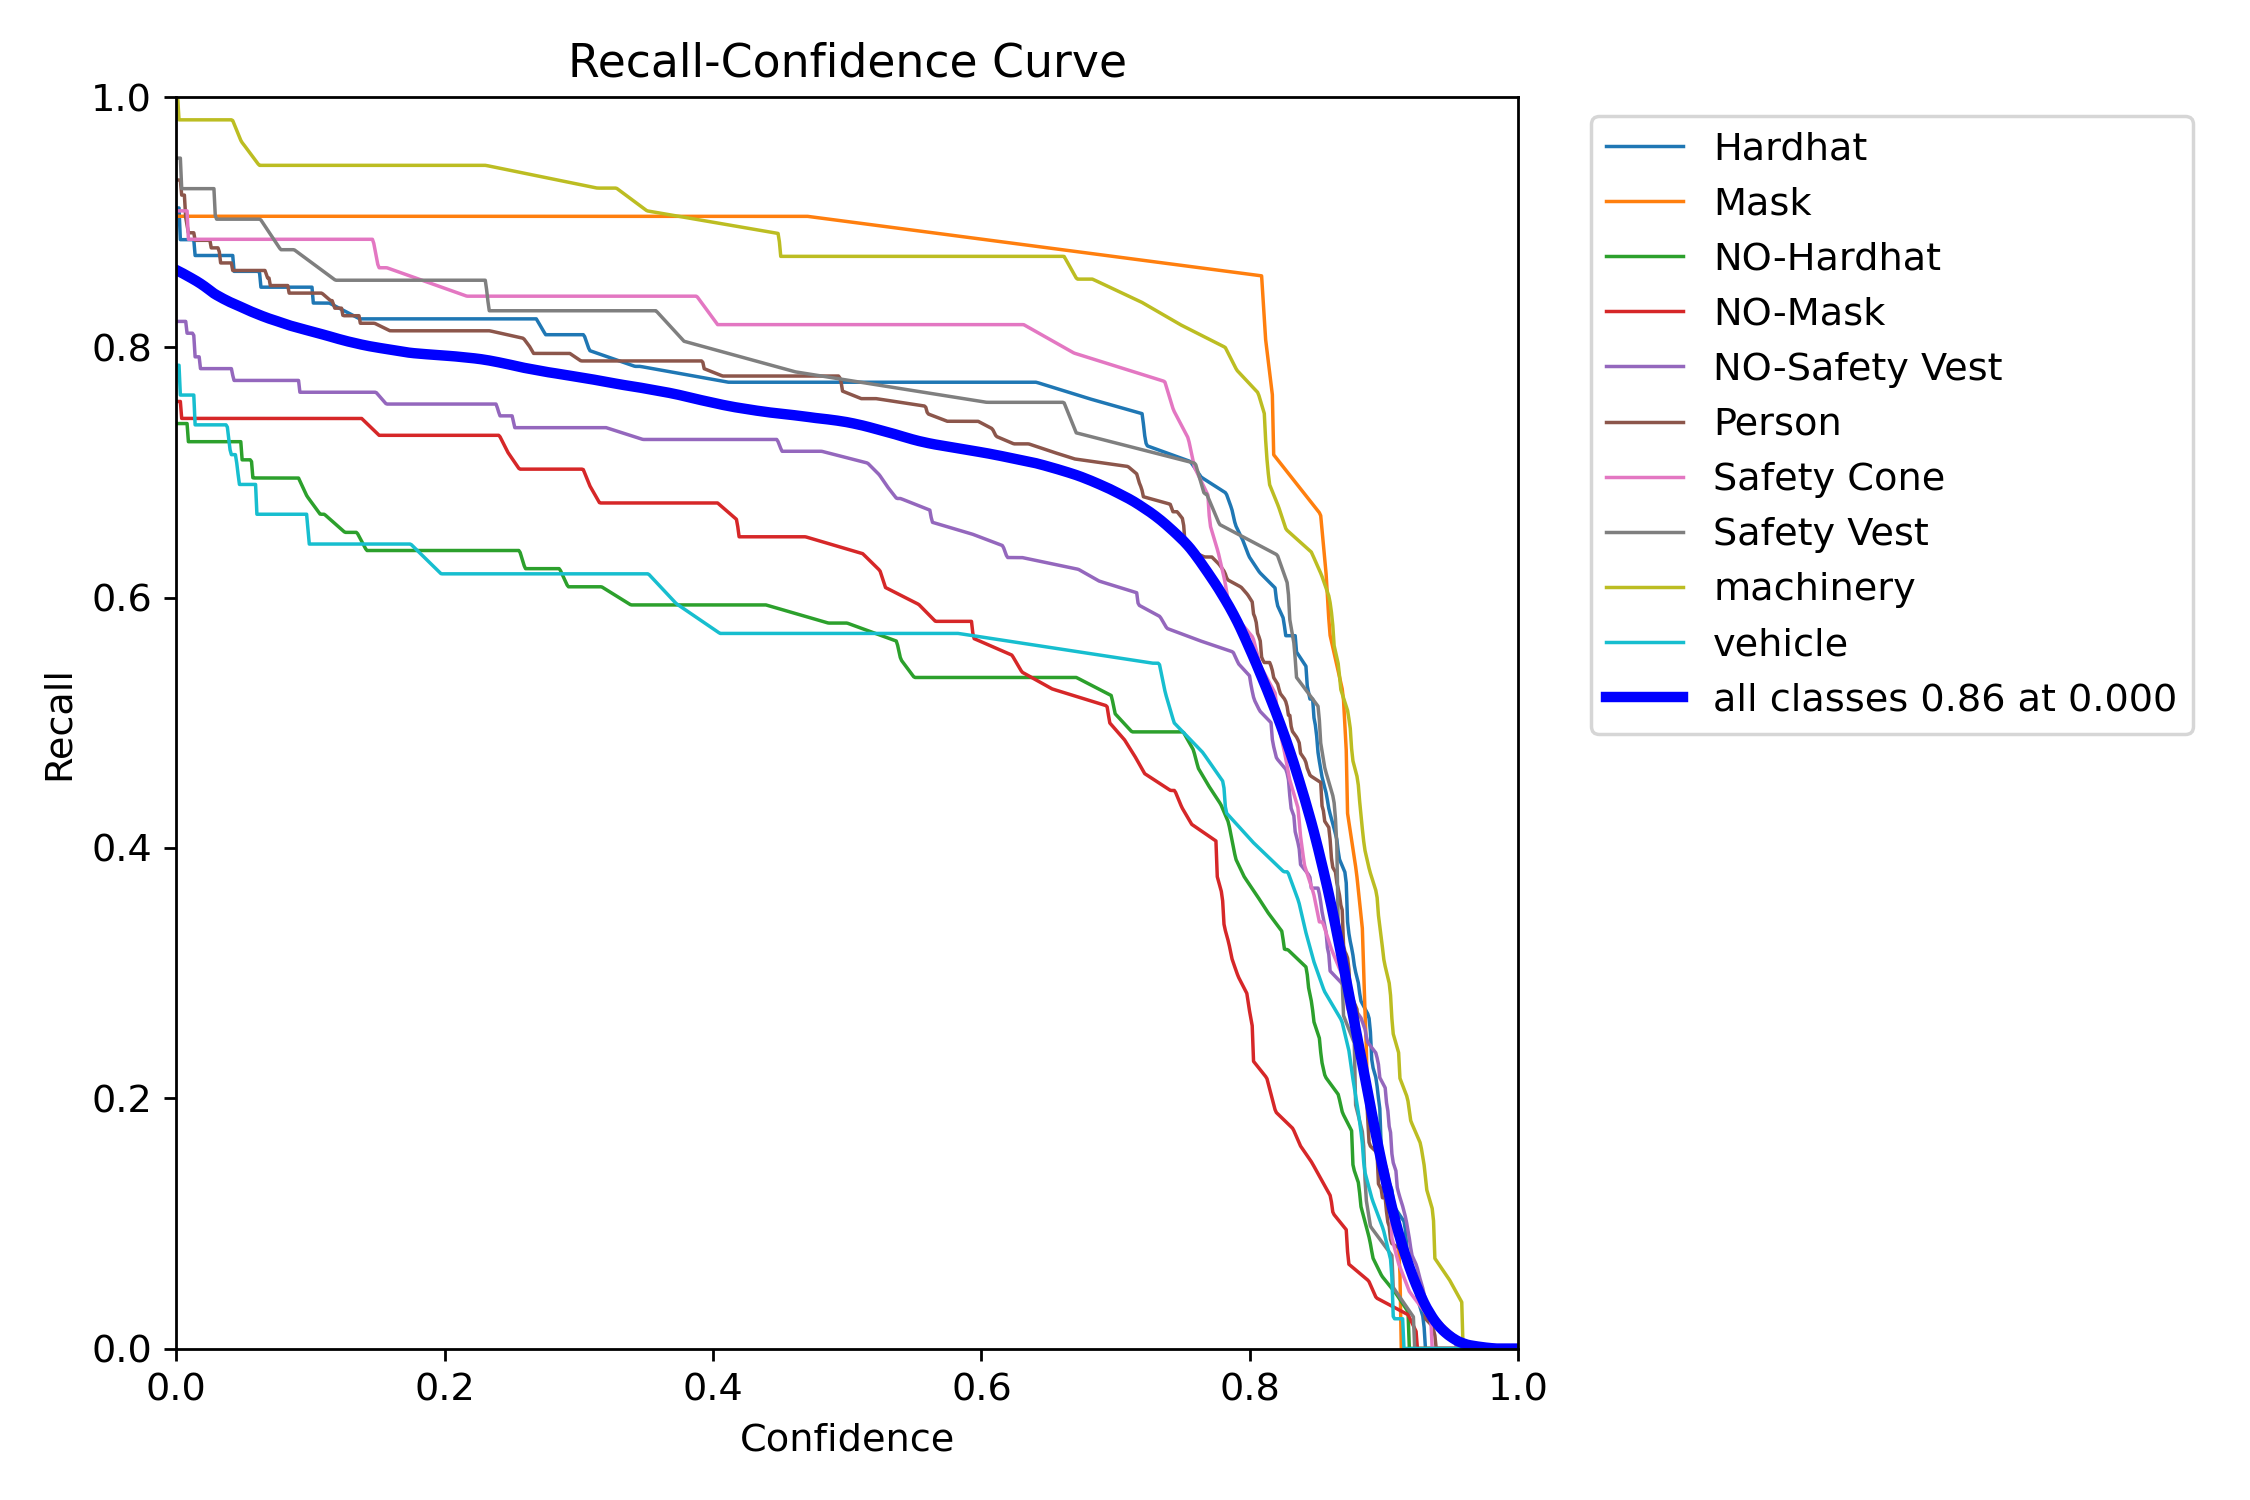 Recall-Confidence Curve
1.0
0.8
0.6
0.4
0.2
0.0
Recall
0.0 0.2 0.4 0.6 0.8 1.0
Confidence
Hardhat
Mask
NO-Hardhat
NO-Mask
NO-Safety Vest
Person
Safety Cone
Safety Vest
machinery
vehicle
all classes 0.86 at 0.000